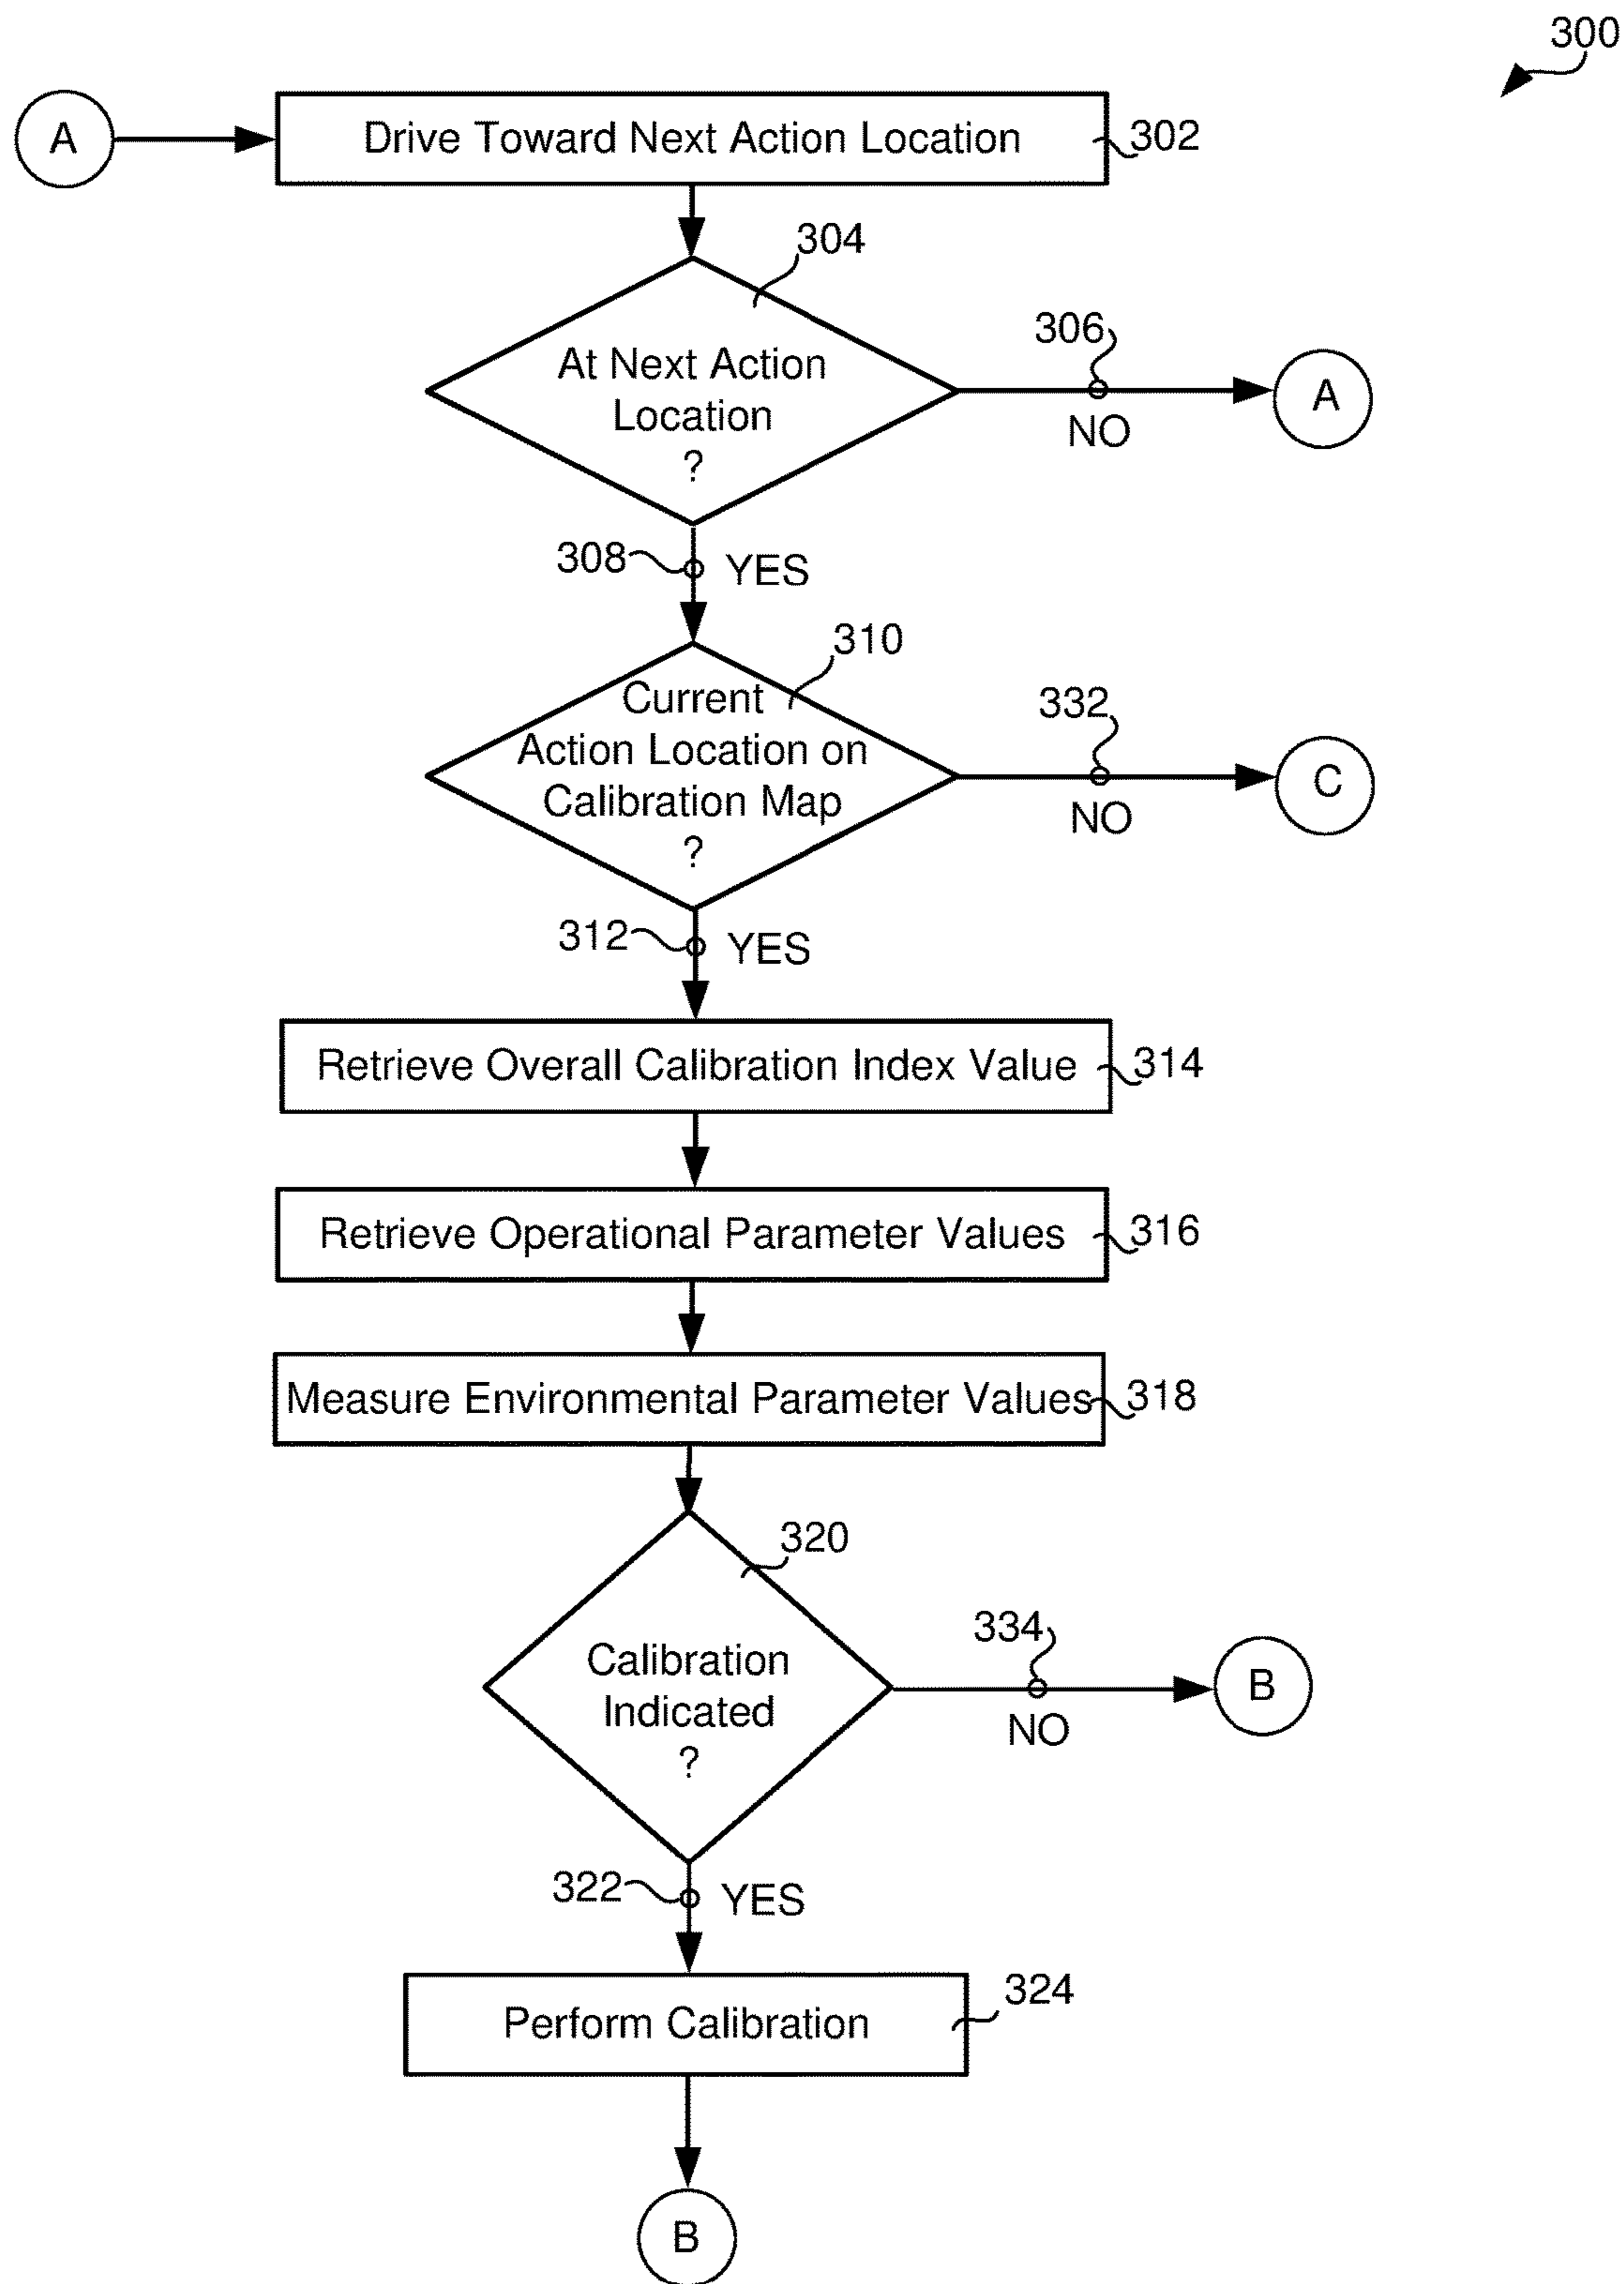 300
A
Drive Toward Next Action Location
302
304
At Next Action
Location
?
306
NO
A
308
YES
310
Current
Action Location on
Calibration Map
?
332
NO
C
312
YES
Retrieve Overall Calibration Index Value
314
Retrieve Operational Parameter Values
316
Measure Environmental Parameter Values
318
320
Calibration
Indicated
?
334
NO
B
322
YES
Perform Calibration
324
B